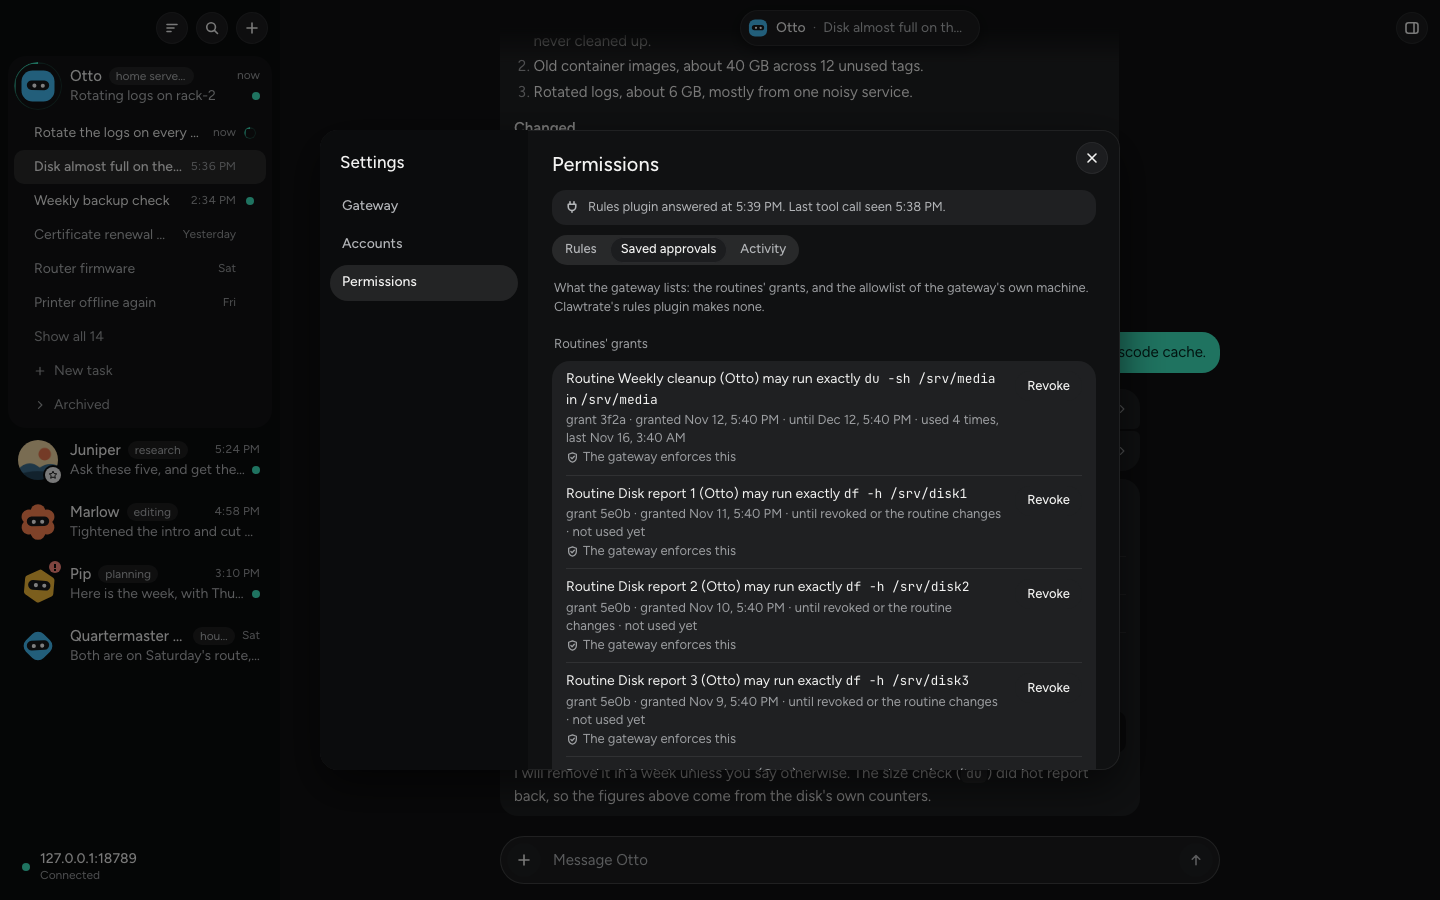 Otto home serve... now
Rotating logs on rack-2
Rotate the logs on every ... now
Disk almost full on the... 5:36 PM
Weekly backup check 2:34 PM
Certificate renewal ... Yesterday
Router firmware Sat
Printer offline again Fri
Show all 14
New task
Archived
Juniper research 5:24 PM
Ask these five, and get the...
Marlow editing 4:58 PM
Tightened the intro and cut ...
Pip planning 3:10 PM
Here is the week, with Thu...
Quartermaster ... hou... Sat
Both are on Saturday's route,...
127.0.0.1:18789
Connected
Otto · Disk almost full on th...
never cleaned up.
2. Old container images, about 40 GB across 12 unused tags.
3. Rotated logs, about 6 GB, mostly from one noisy service.
Changed
scode cache.
Settings
Gateway
Accounts
Permissions
Permissions
Rules plugin answered at 5:39 PM. Last tool call seen 5:38 PM.
Rules Saved approvals Activity
What the gateway lists: the routines' grants, and the allowlist of the gateway's own machine.
Clawtrate's rules plugin makes none.
Routines' grants
Routine Weekly cleanup (Otto) may run exactly du -sh /srv/media
in /srv/media
Revoke
grant 3f2a · granted Nov 12, 5:40 PM · until Dec 12, 5:40 PM · used 4 times,
last Nov 16, 3:40 AM
The gateway enforces this
Routine Disk report 1 (Otto) may run exactly df -h /srv/disk1
Revoke
grant 5e0b · granted Nov 11, 5:40 PM · until revoked or the routine changes
· not used yet
The gateway enforces this
Routine Disk report 2 (Otto) may run exactly df -h /srv/disk2
Revoke
grant 5e0b · granted Nov 10, 5:40 PM · until revoked or the routine
changes · not used yet
The gateway enforces this
Routine Disk report 3 (Otto) may run exactly df -h /srv/disk3
Revoke
grant 5e0b · granted Nov 9, 5:40 PM · until revoked or the routine changes
· not used yet
The gateway enforces this
I will remove it in a week unless you say otherwise. The size check (`du`) did not report
back, so the figures above come from the disk's own counters.
Message Otto